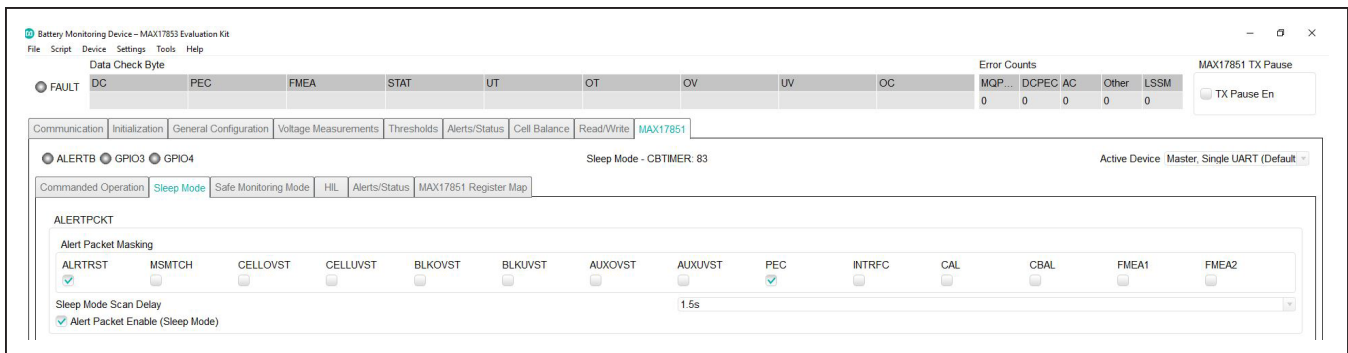 Battery Monitoring Device – MAX17853 Evaluation Kit
File Script Device Settings Tools Help
Data Check Byte Error Counts MAX17851 TX Pause
FAULT DC PEC FMEA STAT UT OT OV UV OC MQP... DCPEC AC Other LSSM TX Pause En
0 0 0 0 0
Communication Initialization General Configuration Voltage Measurements Thresholds Alerts/Status Cell Balance Read/Write MAX17851
ALERTB GPIO3 GPIO4 Sleep Mode - CBTIMER: 83 Active Device Master, Single UART (Default
Commanded Operation Sleep Mode Safe Monitoring Mode HIL Alerts/Status MAX17851 Register Map
ALERTPCKT
Alert Packet Masking
ALRTRST MSMTCH CELLOVST CELLUVST BLKOVST BLKUVST AUXOVST AUXUVST PEC INTRFC CAL CBAL FMEA1 FMEA2
Sleep Mode Scan Delay 1.5s
Alert Packet Enable (Sleep Mode)